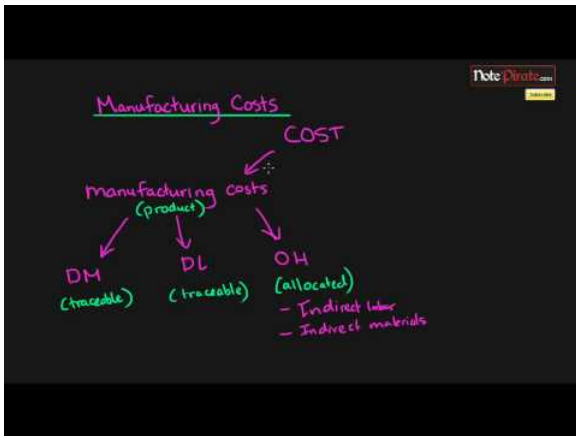 NotePirate.com
Subscribe
Manufacturing Costs
COST
manufacturing costs
(product)
DM
DL
OH
(traceable)
(traceable)
(allocated)
- Indirect labor
- Indirect materials